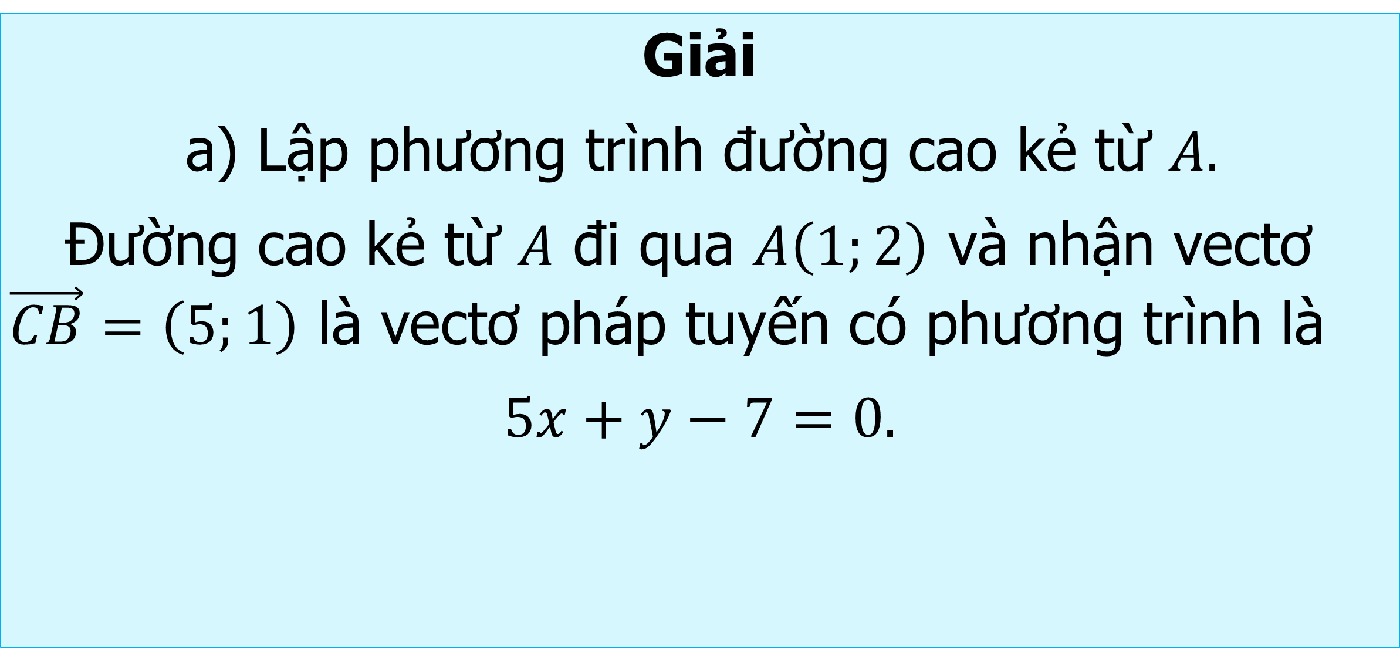 Giải
a) Lập phương trình đường cao kẻ từ A.
Đường cao kẻ từ A đi qua A(1; 2) và nhận vectơ
$\overrightarrow{CB}$ = (5; 1) là vectơ pháp tuyến có phương trình là
5x + y − 7 = 0.